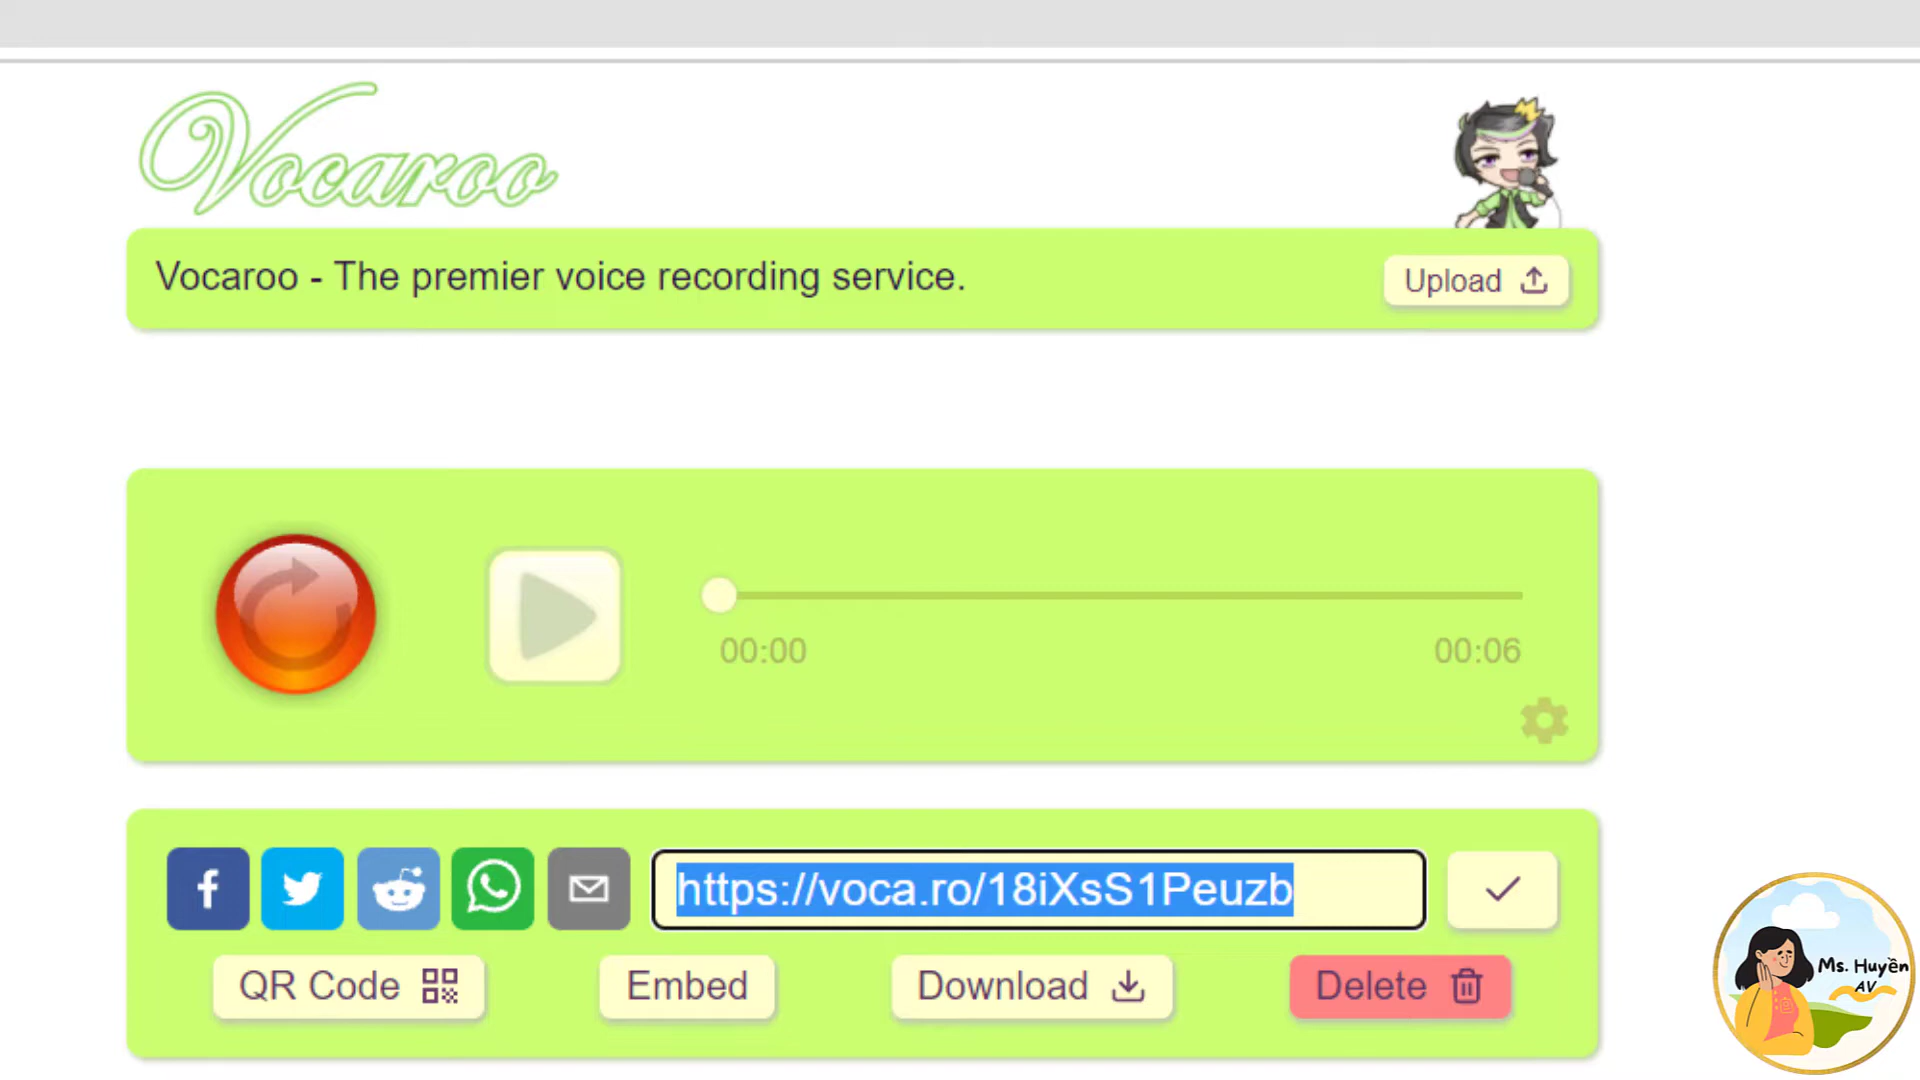 Vocaroo
Vocaroo - The premier voice recording service.
Upload
00:00
00:06
https://voca.ro/18iXsS1Peuzb
QR Code
Embed
Download
Delete
Ms. Huyền
AV